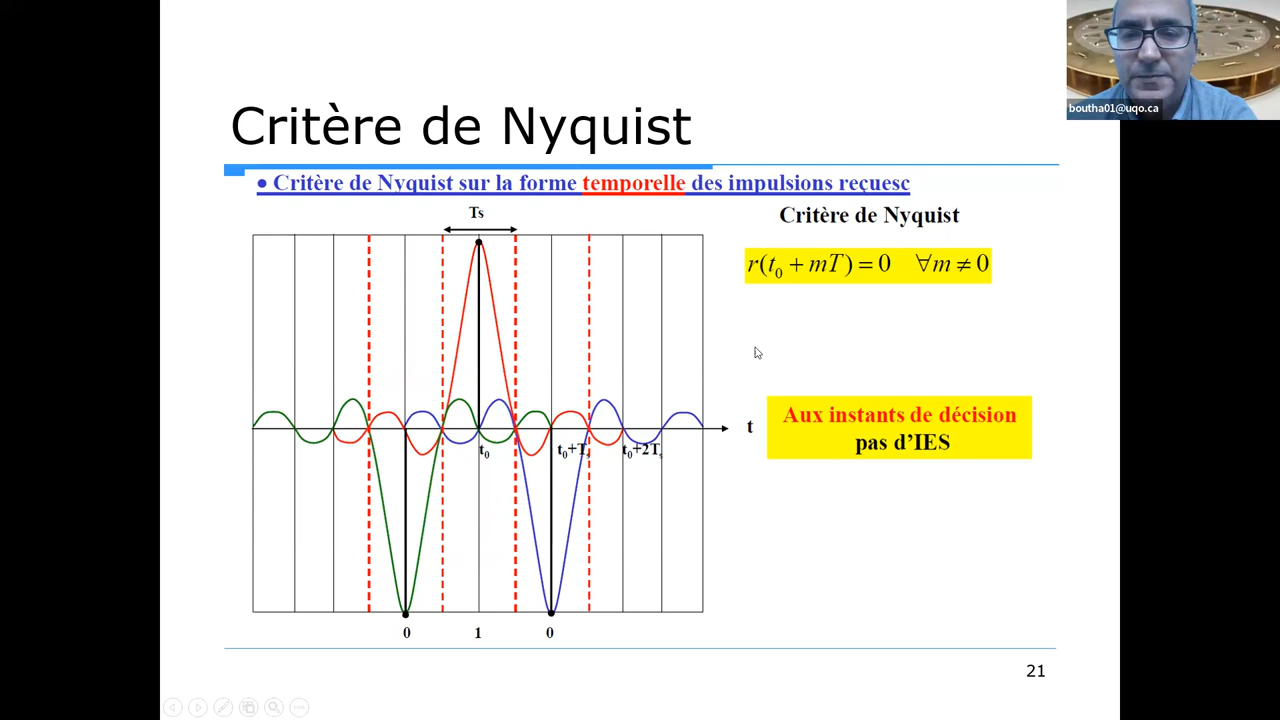 boutha01@uqo.ca
Critère de Nyquist
• Critère de Nyquist sur la forme temporelle des impulsions reçuesc
Ts
Critère de Nyquist
r(t₀ + mT) = 0 ∀m ≠ 0
Aux instants de décision
t
pas d’IES
t₀ t₀+Tₛ t₀+2Tₛ
0 1 0
21